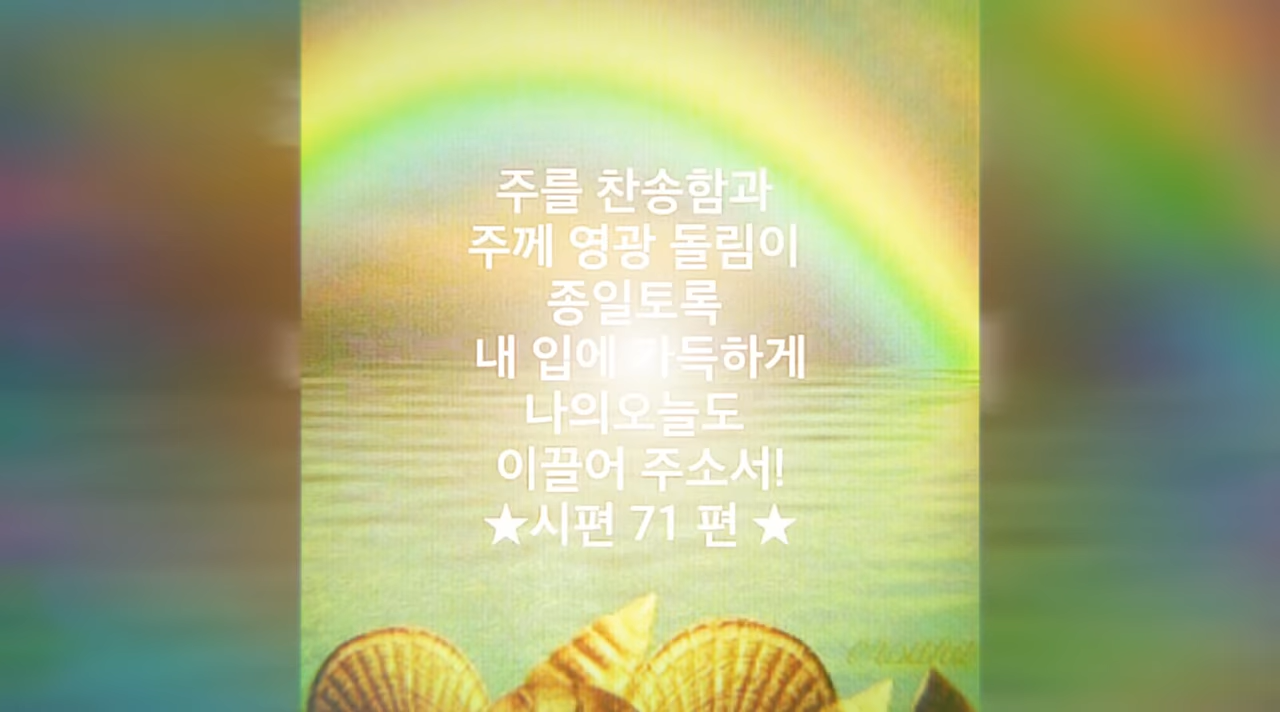 주를 찬송함과
주께 영광 돌림이
종일토록
내 입에 가득하게
나의오늘도
이끌어 주소서!
★시편 71 편 ★